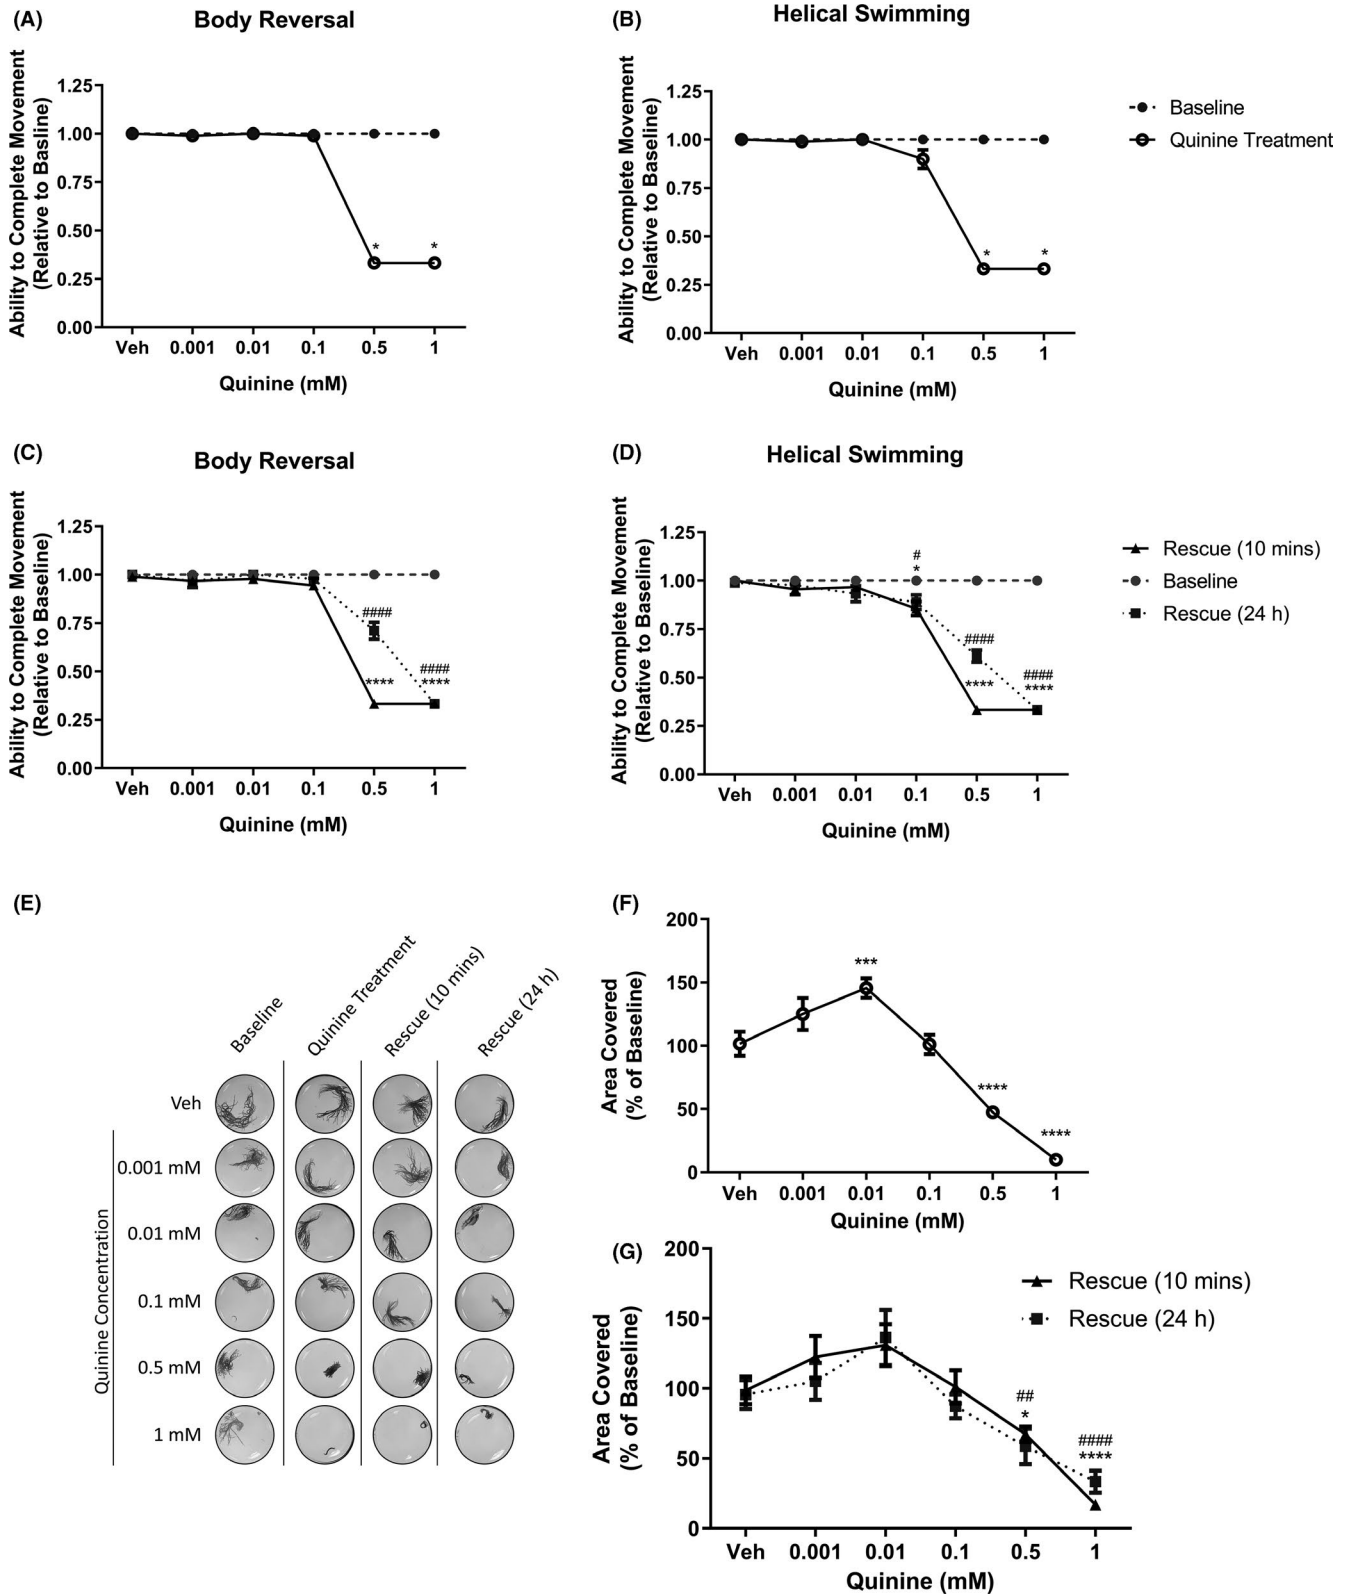 (A)
Body Reversal
Ability to Complete Movement
(Relative to Basline)
1.25
1.00
0.75
0.50
0.25
0.00
* *
Veh 0.001 0.01 0.1 0.5 1
Quinine (mM)
(B)
Helical Swimming
Ability to Complete Movement
(Relative to Baseline)
1.25
1.00
0.75
0.50
0.25
0.00
* *
Veh 0.001 0.01 0.1 0.5 1
Quinine (mM)
Baseline
Quinine Treatment
(C)
Body Reversal
Ability to Complete Movement
(Relative to Baseline)
1.25
1.00
0.75
0.50
0.25
0.00
####
****
####
****
Veh 0.001 0.01 0.1 0.5 1
Quinine (mM)
(D)
Helical Swimming
Ability to Complete Movement
(Relative to Baseline)
1.25
1.00
0.75
0.50
0.25
0.00
#
*
####
****
####
****
Veh 0.001 0.01 0.1 0.5 1
Quinine (mM)
Rescue (10 mins)
Baseline
Rescue (24 h)
(E)
Baseline
Quinine Treatment
Rescue (10 mins)
Rescue (24 h)
Quinine Concentration
Veh
0.001 mM
0.01 mM
0.1 mM
0.5 mM
1 mM
(F)
Area Covered
(% of Baseline)
200
150
100
50
0
***
****
****
Veh 0.001 0.01 0.1 0.5 1
Quinine (mM)
(G)
Area Covered
(% of Baseline)
200
150
100
50
0
Rescue (10 mins)
Rescue (24 h)
##
*
####
****
Veh 0.001 0.01 0.1 0.5 1
Quinine (mM)